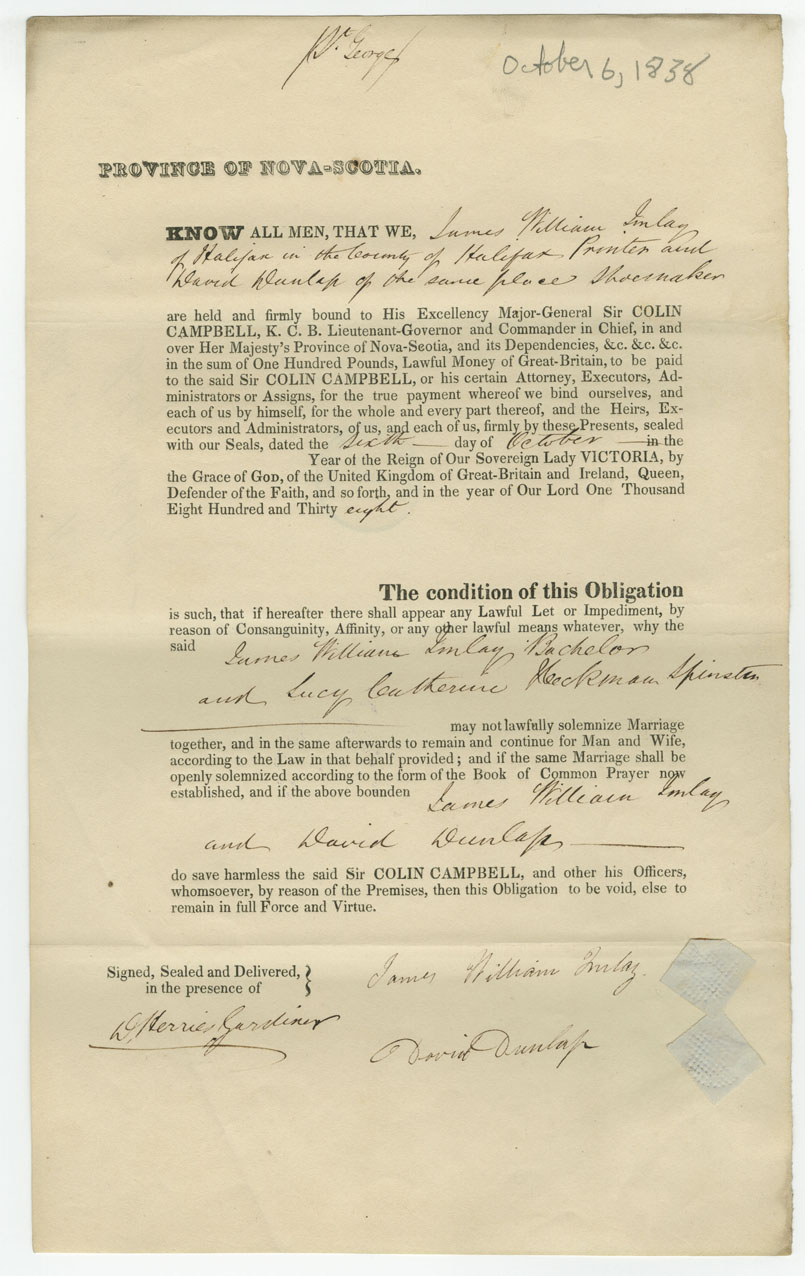 St. George
October 6, 1838
PROVINCE OF NOVA-SCOTIA.
KNOW ALL MEN, THAT WE, James William Imlay
of Halifax in the County of Halifax Printer and
David Dunlap of the same place Shoemaker
are held and firmly bound to His Excellency Major-General Sir COLIN
CAMPBELL, K. C. B. Lieutenant-Governor and Commander in Chief, in and
over Her Majesty's Province of Nova-Scotia, and its Dependencies, &c. &c. &c.
in the sum of One Hundred Pounds, Lawful Money of Great-Britain, to be paid
to the said Sir COLIN CAMPBELL, or his certain Attorney, Executors, Ad-
ministrators or Assigns, for the true payment whereof we bind ourselves, and
each of us by himself, for the whole and every part thereof, and the Heirs, Ex-
ecutors and Administrators, of us, and each of us, firmly by these Presents, sealed
with our Seals, dated the Sixth day of October in the
Year of the Reign of Our Sovereign Lady VICTORIA, by
the Grace of GOD, of the United Kingdom of Great-Britain and Ireland, Queen,
Defender of the Faith, and so forth, and in the year of Our Lord One Thousand
Eight Hundred and Thirty eight.
The condition of this Obligation
is such, that if hereafter there shall appear any Lawful Let or Impediment, by
reason of Consanguinity, Affinity, or any other lawful means whatever, why the
said James William Imlay Bachelor
and Lucy Catherine Heckman Spinster
may not lawfully solemnize Marriage
together, and in the same afterwards to remain and continue for Man and Wife,
according to the Law in that behalf provided; and if the same Marriage shall be
openly solemnized according to the form of the Book of Common Prayer now
established, and if the above bounden James William Imlay
and David Dunlap
do save harmless the said Sir COLIN CAMPBELL, and other his Officers,
whomsoever, by reason of the Premises, then this Obligation to be void, else to
remain in full Force and Virtue.
Signed, Sealed and Delivered, James William Imlay.
in the presence of
D Herries Gardiner
David Dunlap